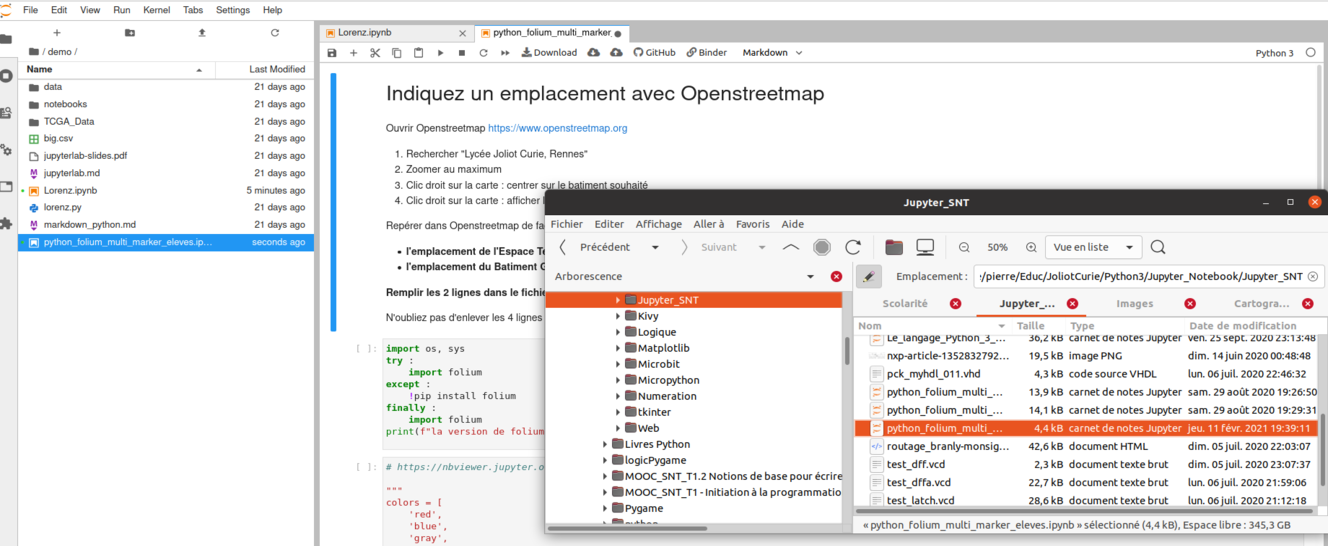 File Edit View Run Kernel Tabs Settings Help
/ demo /
Name Last Modified
data 21 days ago
notebooks 21 days ago
TCGA_Data 21 days ago
big.csv 21 days ago
jupyterlab-slides.pdf 21 days ago
jupyterlab.md 21 days ago
Lorenz.ipynb 5 minutes ago
lorenz.py 21 days ago
markdown_python.md 21 days ago
python_folium_multi_marker_eleves.ip... seconds ago
Lorenz.ipynb python_folium_multi_marker
Download GitHub Binder Markdown Python 3
Indiquez un emplacement avec Openstreetmap
Ouvrir Openstreetmap https://www.openstreetmap.org
1. Rechercher "Lycée Joliot Curie, Rennes"
2. Zoomer au maximum
3. Clic droit sur la carte : centrer sur le batiment souhaité
4. Clic droit sur la carte : afficher
Repérer dans Openstreetmap de fa
• l'emplacement de l'Espace Te
• l'emplacement du Batiment
Remplir les 2 lignes dans le fichie
N'oubliez pas d'enlever les 4 lignes
[ ]: import os, sys
try :
import folium
except :
!pip install folium
finally :
import folium
print(f"la version de folium
[ ]: # https://nbviewer.jupyter.o
"""
colors = [
'red',
'blue',
'gray',
Jupyter_SNT
Fichier Editer Affichage Aller à Favoris Aide
Précédent Suivant 50% Vue en liste
Arborescence
Jupyter_SNT
Kivy
Logique
Matplotlib
Microbit
Micropython
Numeration
tkinter
Web
Livres Python
logicPygame
MOOC_SNT_T1.2 Notions de base pour écrire
MOOC_SNT_T1 - Initiation à la programmatio
Pygame
python
Emplacement : /pierre/Educ/JoliotCurie/Python3/Jupyter_Notebook/Jupyter_SNT
Scolarité Jupyter_... Images Cartogra...
Nom Taille Type Date de modification
Le_langage_Python_3_... 36,2 kB carnet de notes Jupyter ven. 25 sept. 2020 23:13:48
nxp-article-1352832792... 19,5 kB image PNG dim. 14 juin 2020 00:48:48
pck_myhdl_011.vhd 4,3 kB code source VHDL lun. 06 juil. 2020 22:46:32
python_folium_multi_... 13,9 kB carnet de notes Jupyter sam. 29 août 2020 19:26:50
python_folium_multi_... 14,1 kB carnet de notes Jupyter sam. 29 août 2020 19:29:31
python_folium_multi_... 4,4 kB carnet de notes Jupyter jeu. 11 févr. 2021 19:39:11
routage_branly-monsig... 42,6 kB document HTML dim. 05 juil. 2020 22:03:07
test_dff.vcd 2,3 kB document texte brut dim. 05 juil. 2020 23:07:37
test_dffa.vcd 22,7 kB document texte brut lun. 06 juil. 2020 21:59:06
test_latch.vcd 28,6 kB document texte brut lun. 06 juil. 2020 21:12:18
« python_folium_multi_marker_eleves.ipynb » sélectionné (4,4 kB), Espace libre : 345,3 GB